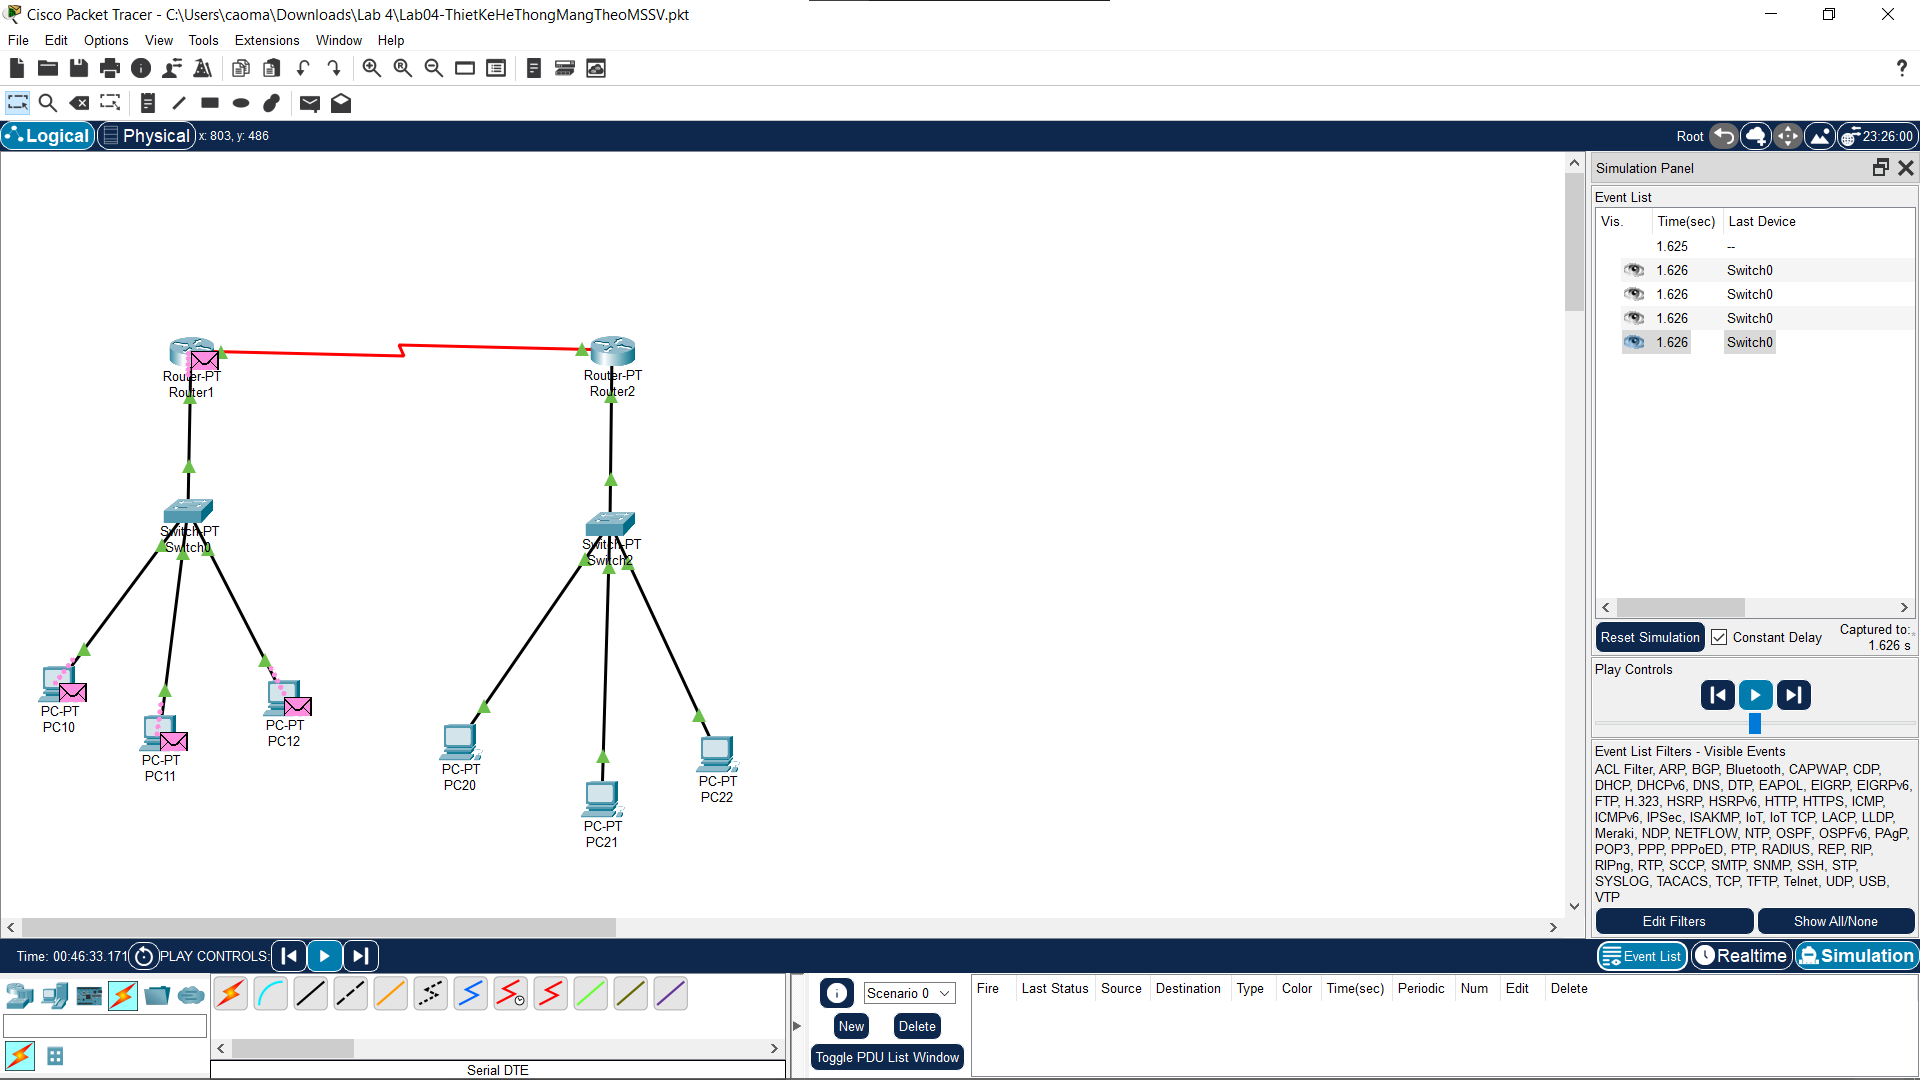 Cisco Packet Tracer - C:\Users\caoma\Downloads\Lab 4\Lab04-ThietKeHeThongMangTheoMSSV.pkt
File Edit Options View Tools Extensions Window Help
Logical Physical x: 803, y: 486
Root 23:26:00
Simulation Panel
Event List
Vis. Time(sec) Last Device
1.625 --
1.626 Switch0
1.626 Switch0
1.626 Switch0
1.626 Switch0
Router-PT
Router1
Router-PT
Router2
Switch-PT
Switch0
Switch-PT
Switch2
PC-PT
PC10
PC-PT
PC11
PC-PT
PC12
PC-PT
PC20
PC-PT
PC21
PC-PT
PC22
Reset Simulation Constant Delay Captured to:
1.626 s
Play Controls
Event List Filters - Visible Events
ACL Filter, ARP, BGP, Bluetooth, CAPWAP, CDP,
DHCP, DHCPv6, DNS, DTP, EAPOL, EIGRP, EIGRPv6,
FTP, H.323, HSRP, HSRPv6, HTTP, HTTPS, ICMP,
ICMPv6, IPSec, ISAKMP, IoT, IoT TCP, LACP, LLDP,
Meraki, NDP, NETFLOW, NTP, OSPF, OSPFv6, PAgP,
POP3, PPP, PPPoED, PTP, RADIUS, REP, RIP,
RIPng, RTP, SCCP, SMTP, SNMP, SSH, STP,
SYSLOG, TACACS, TCP, TFTP, Telnet, UDP, USB,
VTP
Edit Filters Show All/None
Time: 00:46:33.171 PLAY CONTROLS:
Event List Realtime Simulation
Scenario 0
New Delete
Toggle PDU List Window
Fire Last Status Source Destination Type Color Time(sec) Periodic Num Edit Delete
Serial DTE